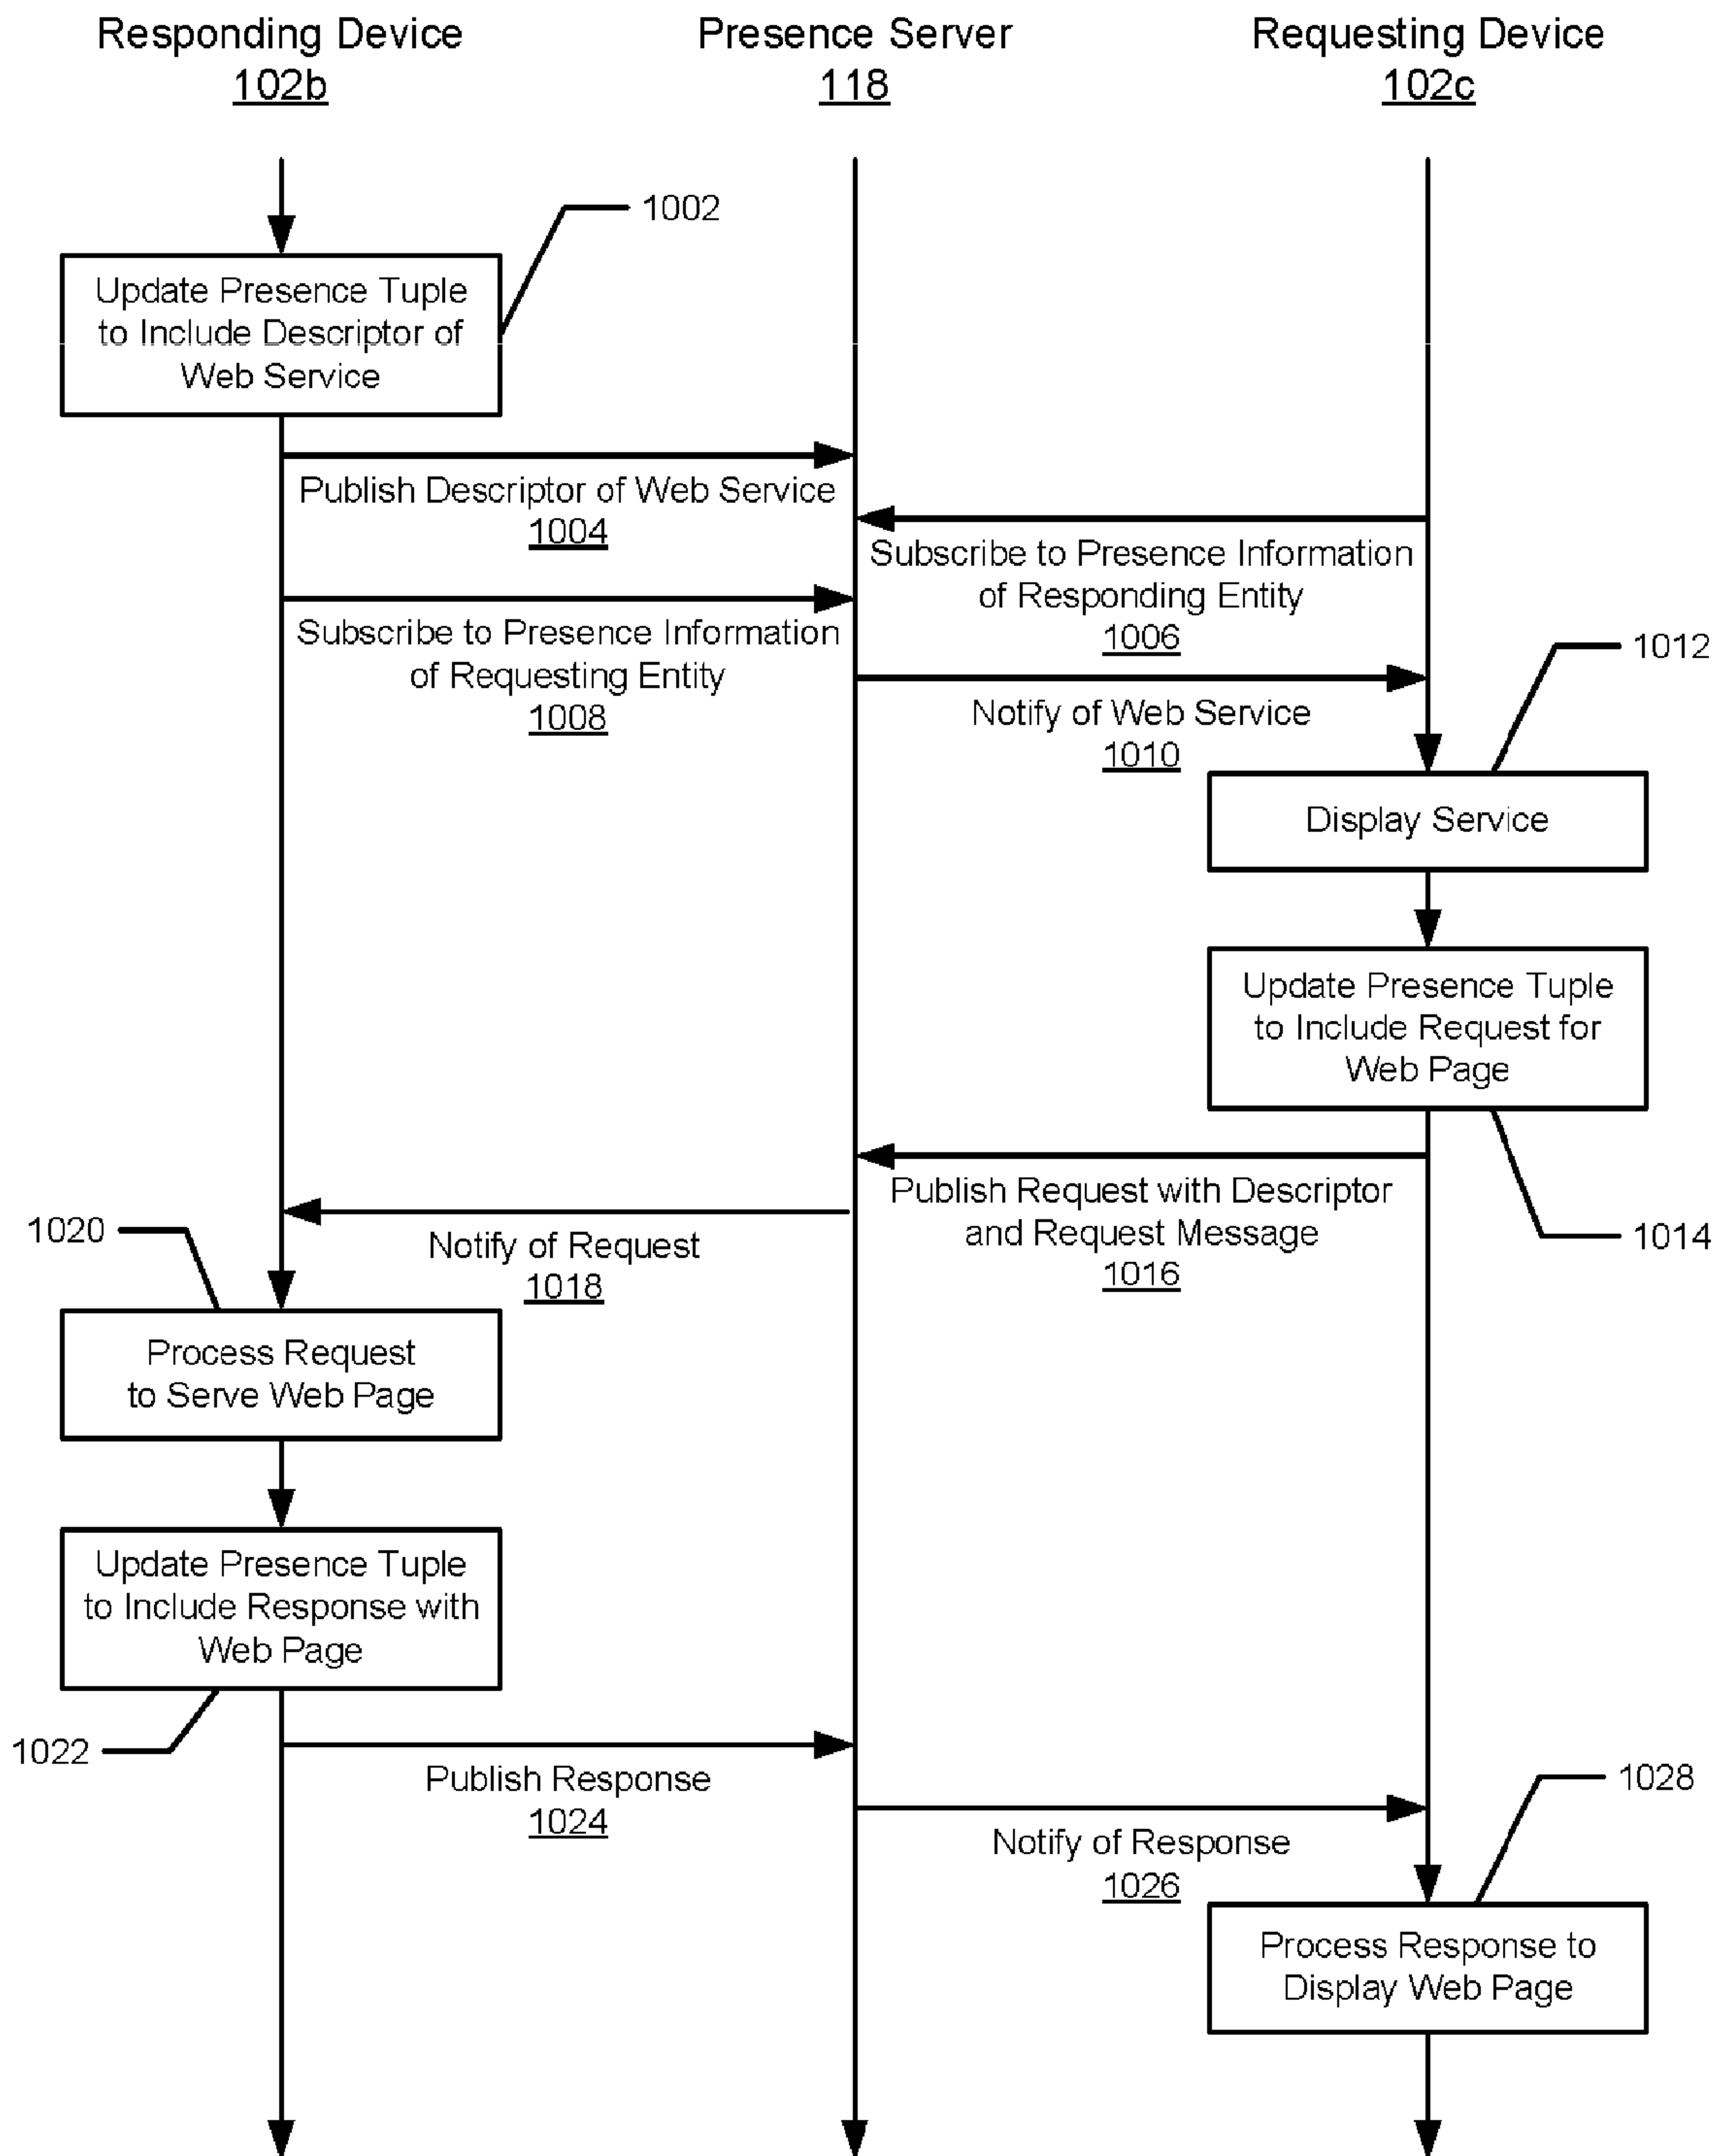 Responding Device
102b
Presence Server
118
Requesting Device
102c
1002
Update Presence Tuple
to Include Descriptor of
Web Service
Publish Descriptor of Web Service
1004
Subscribe to Presence Information
of Responding Entity
1006
Subscribe to Presence Information
of Requesting Entity
1008
1012
Notify of Web Service
1010
Display Service
Update Presence Tuple
to Include Request for
Web Page
1014
Publish Request with Descriptor
and Request Message
1016
Notify of Request
1018
1020
Process Request
to Serve Web Page
Update Presence Tuple
to Include Response with
Web Page
1022
Publish Response
1024
1028
Notify of Response
1026
Process Response to
Display Web Page